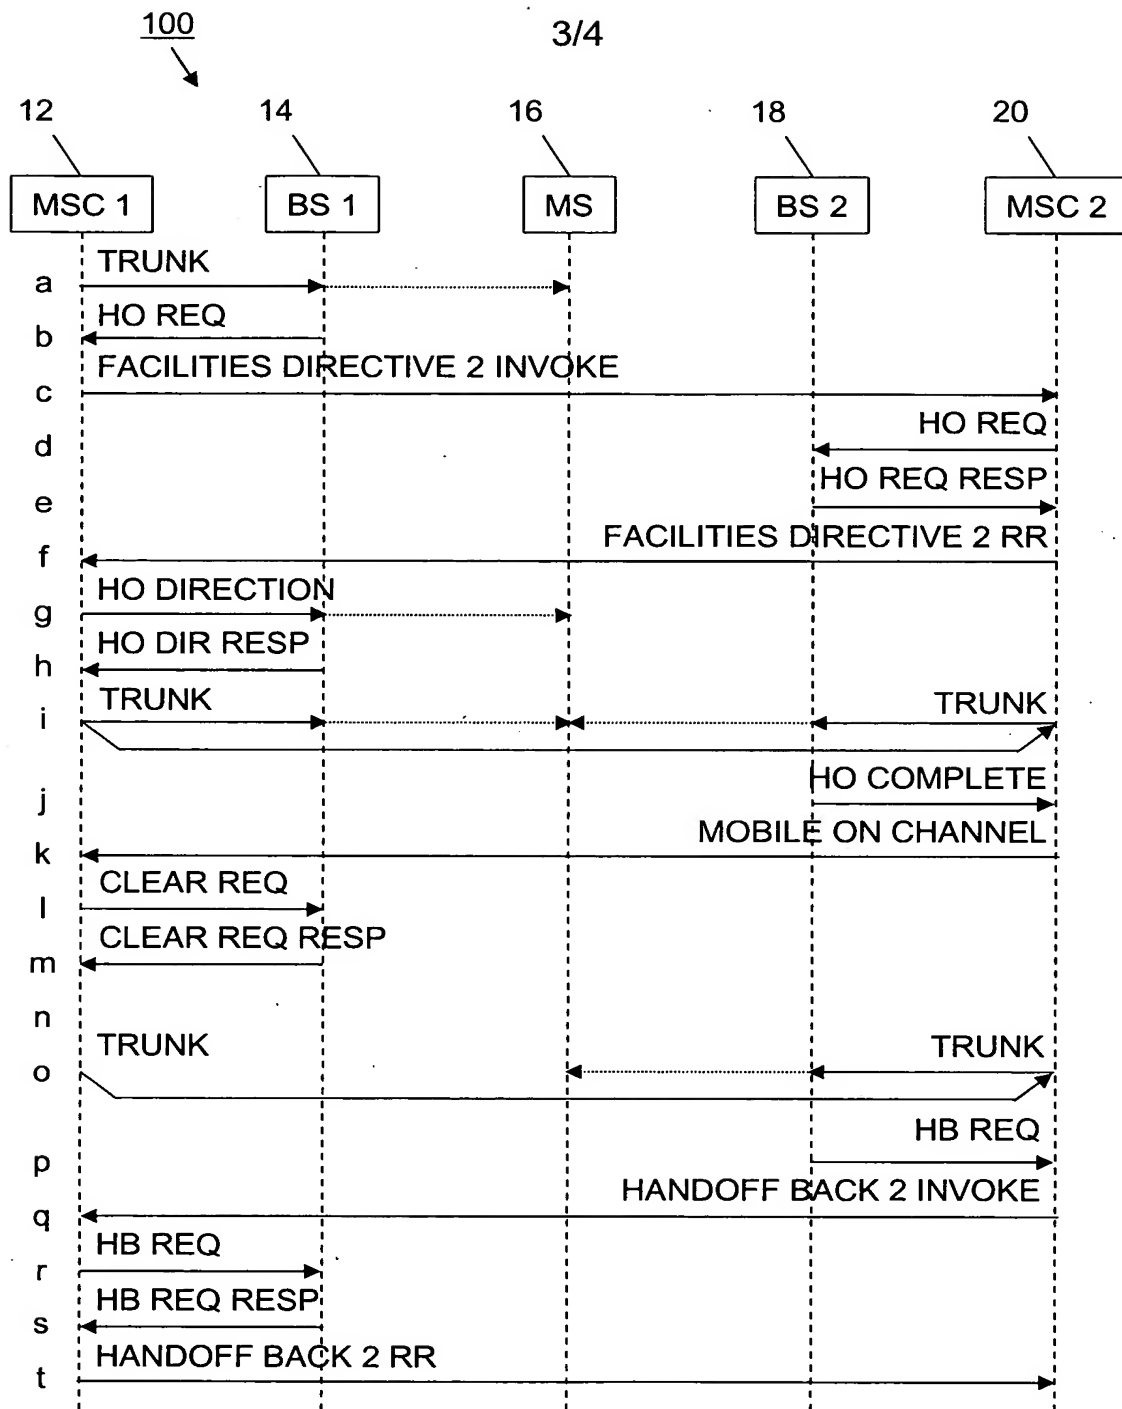 100
3/4
12 14 16 18 20
MSC 1 BS 1 MS BS 2 MSC 2
a TRUNK
b HO REQ
c FACILITIES DIRECTIVE 2 INVOKE
d HO REQ
e HO REQ RESP
f FACILITIES DIRECTIVE 2 RR
g HO DIRECTION
h HO DIR RESP
i TRUNK TRUNK
j HO COMPLETE
k MOBILE ON CHANNEL
l CLEAR REQ
m CLEAR REQ RESP
n
o TRUNK TRUNK
p HB REQ
q HANDOFF BACK 2 INVOKE
r HB REQ
s HB REQ RESP
t HANDOFF BACK 2 RR